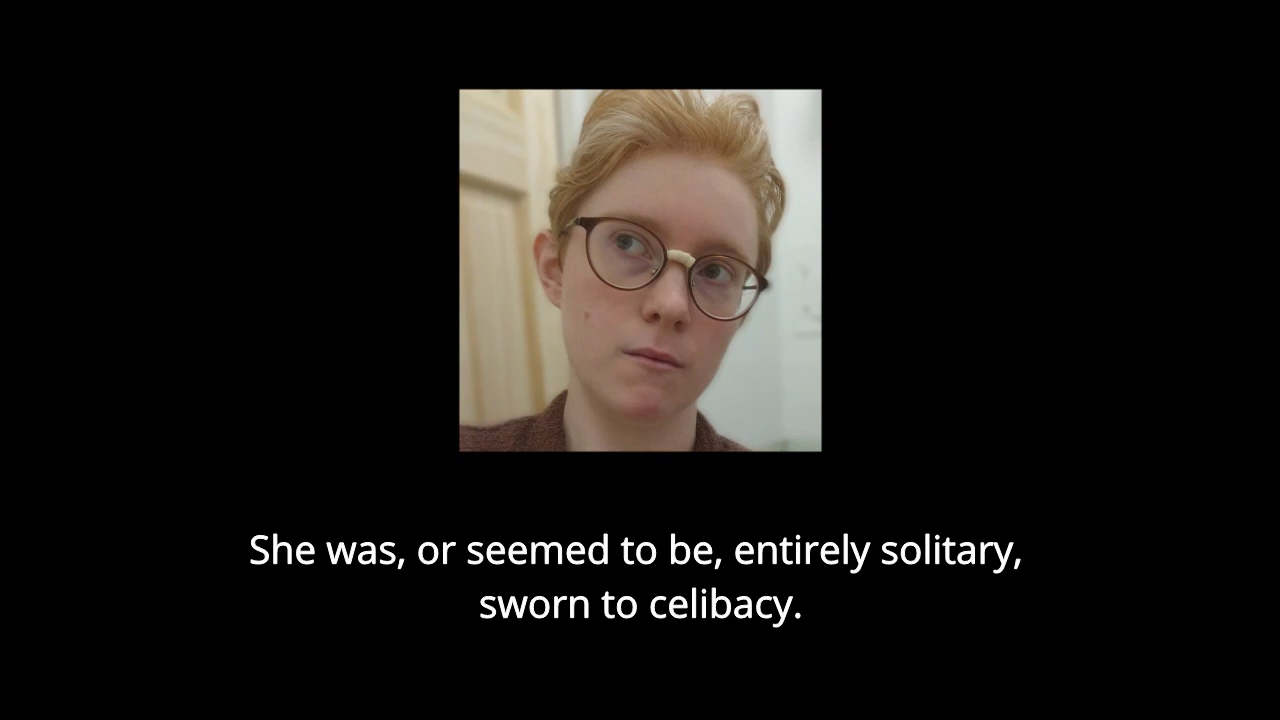 She was, or seemed to be, entirely solitary,
sworn to celibacy.